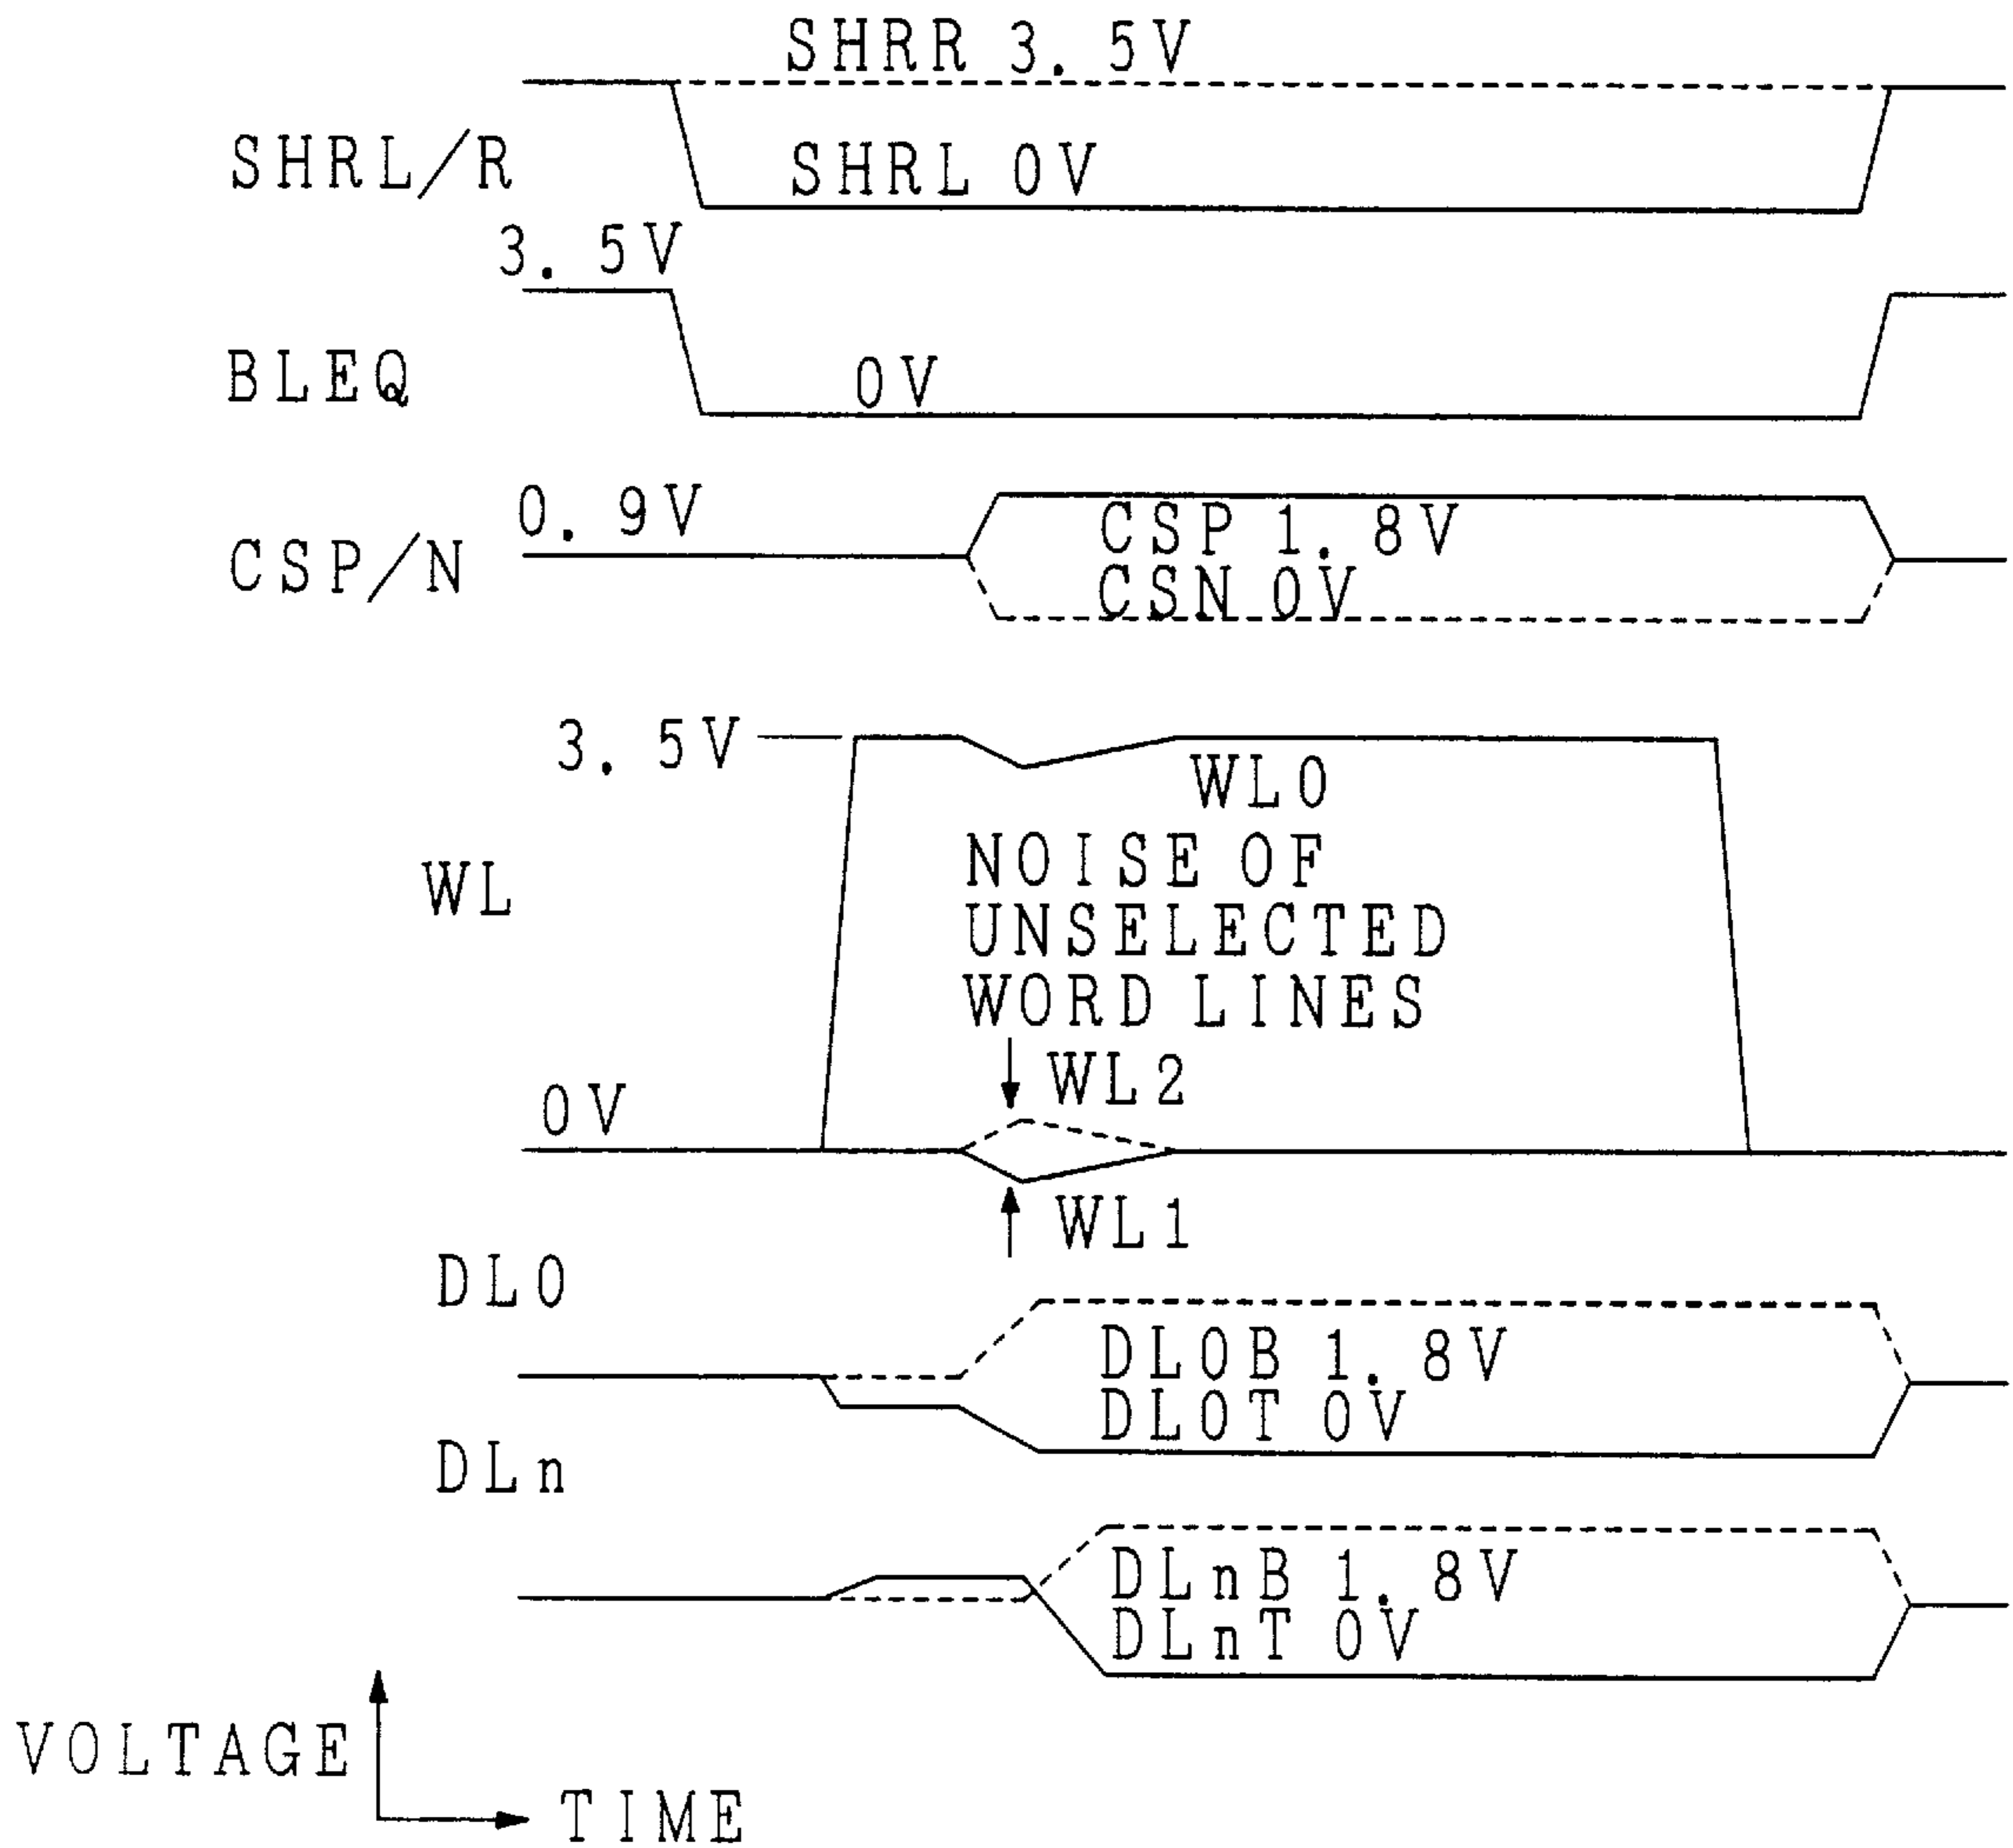 SHRR 3.5V
SHRL/R
SHRL 0V
3.5V
BLEQ
0V
0.9V
CSP/N
CSP 1.8V
CSN 0V
3.5V
WL0
WL
NOISE OF
UNSELECTED
WORD LINES
WL2
0V
WL1
DL0
DL0B 1.8V
DL0T 0V
DLn
DLnB 1.8V
DLnT 0V
VOLTAGE
TIME